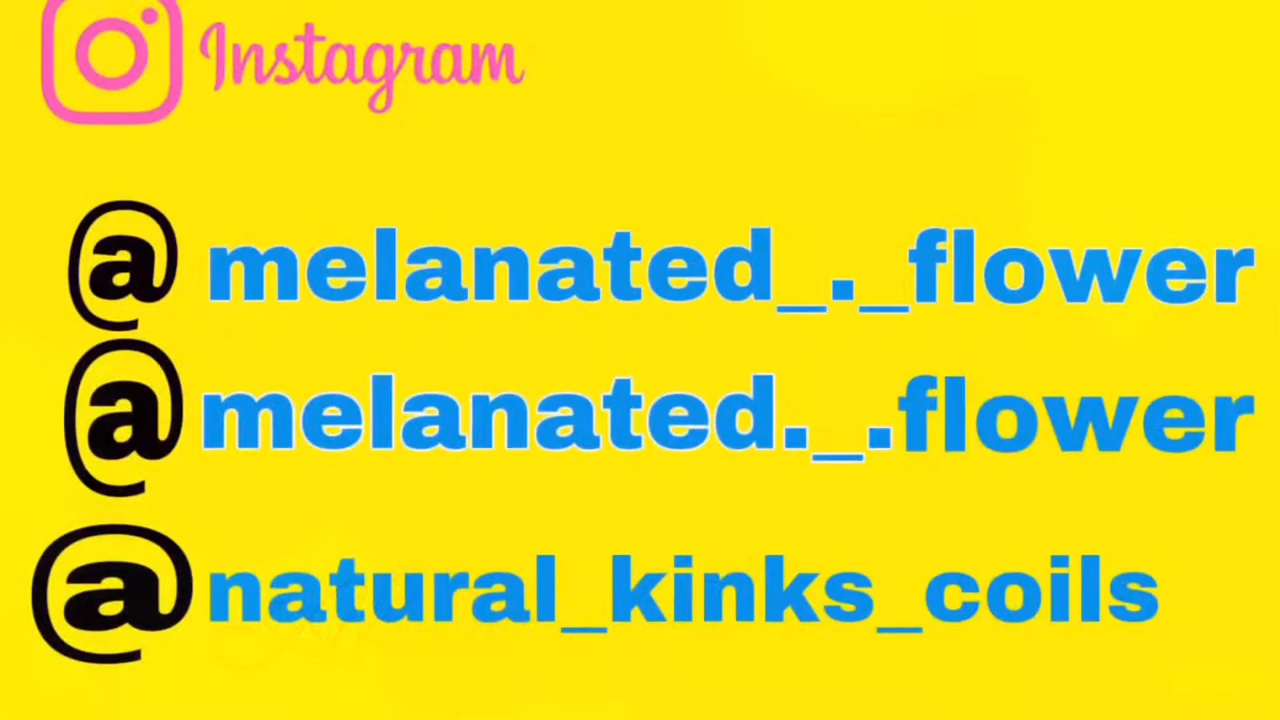 Instagram
@melanated_._flower
@melanated._.flower
@natural_kinks_coils